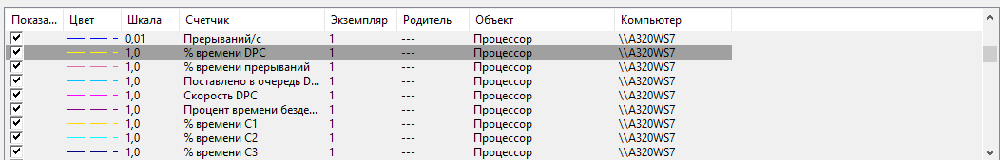 Показа... Цвет Шкала Счетчик Экземпляр Родитель Объект Компьютер
0,01 Прерываний/с 1 --- Процессор \\A320WS7
1,0 % времени DPC 1 --- Процессор \\A320WS7
1,0 % времени прерываний 1 --- Процессор \\A320WS7
1,0 Поставлено в очередь D... 1 --- Процессор \\A320WS7
1,0 Скорость DPC 1 --- Процессор \\A320WS7
1,0 Процент времени безде... 1 --- Процессор \\A320WS7
1,0 % времени C1 1 --- Процессор \\A320WS7
1,0 % времени C2 1 --- Процессор \\A320WS7
1,0 % времени C3 1 --- Процессор \\A320WS7